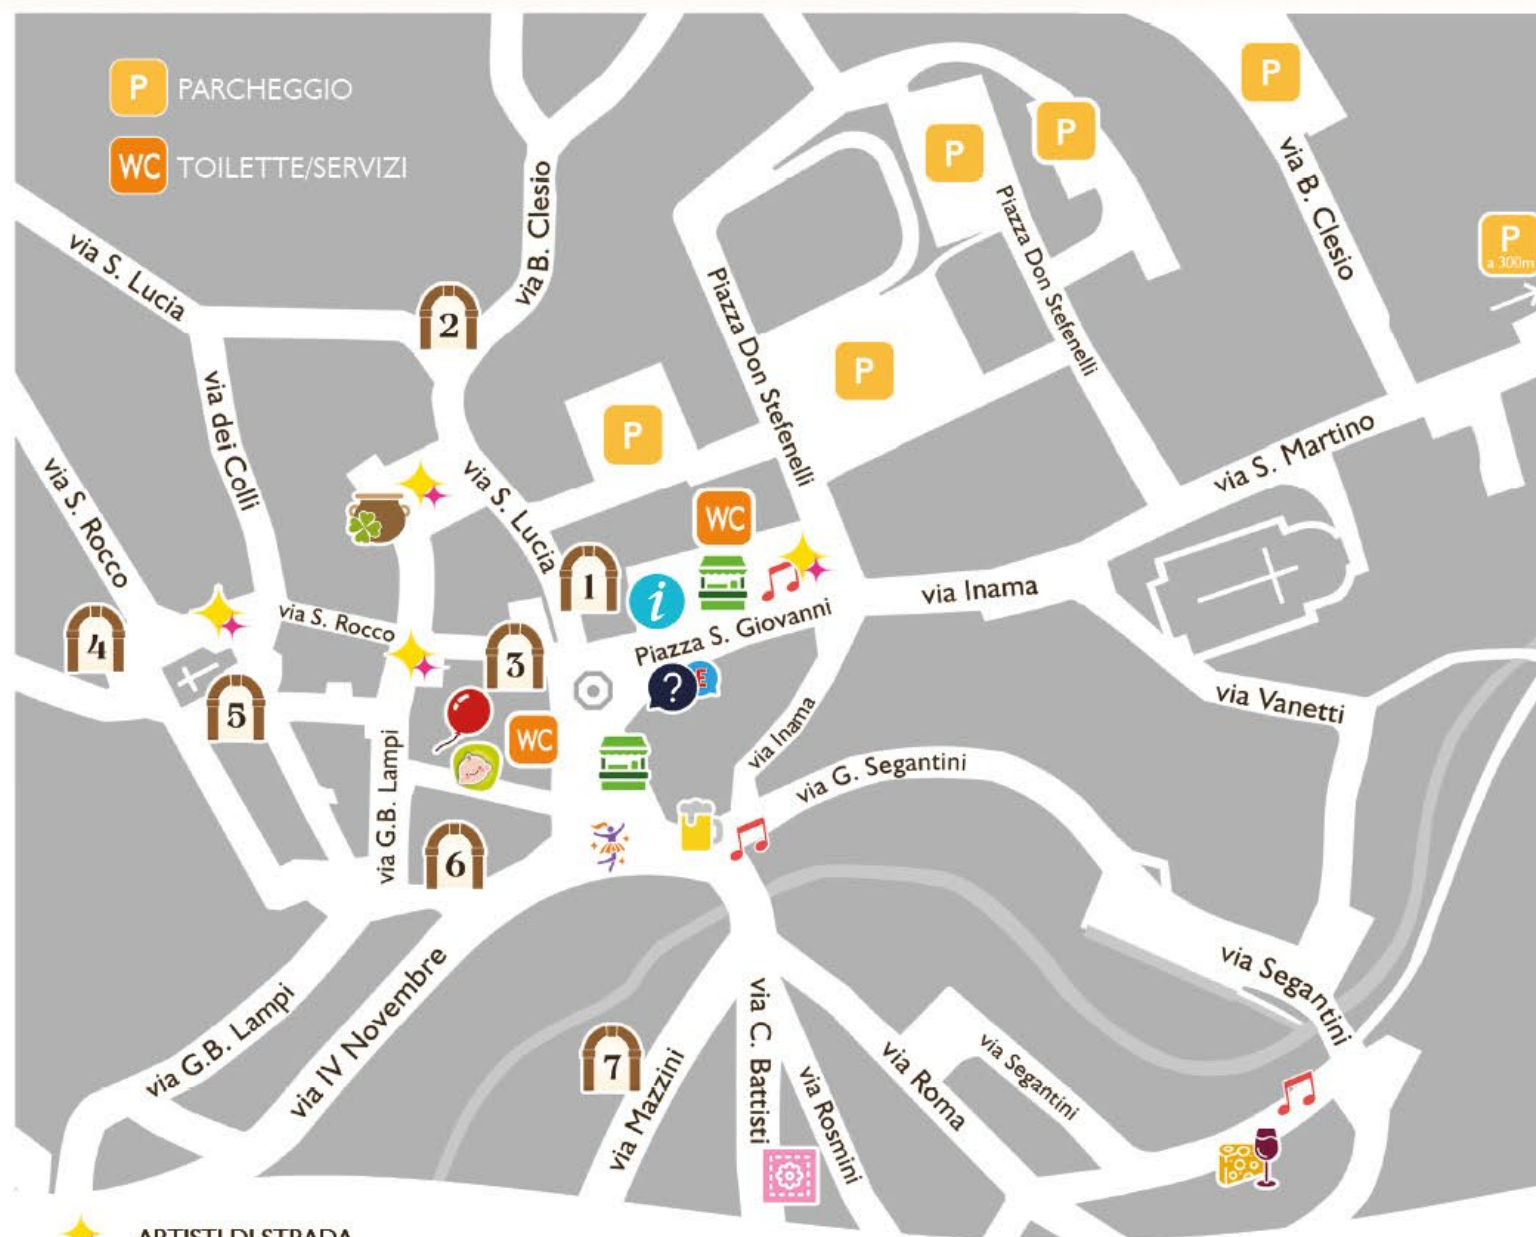 P PARCHEGGIO
WC TOILETTE/SERVIZI
P
P
P
via B. Clesio
via B. Clesio
P
a 300m
via S. Lucia
Piazza Don Stefenelli
Piazza Don Stefenelli
2
P
P
via dei Colli
via S. Rocco
via S. Lucia
via S. Martino
WC
1
i
via Inama
via S. Rocco
Piazza S. Giovanni
4
3
? E
5
via Vanetti
WC
via Inama
via G. Segantini
via G.B. Lampi
6
via Segantini
via G.B. Lampi
via IV Novembre
7
via Mazzini
via C. Battisti
via Rosmini
via Roma
via Segantini
ARTISTI DI STRADA